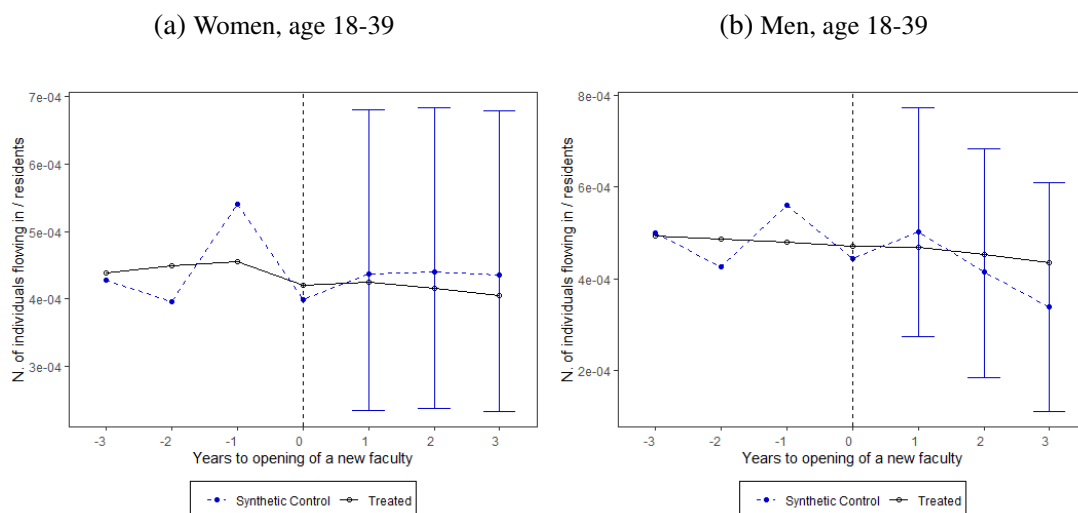 (a) Women, age 18-39
7e-04
6e-04
5e-04
4e-04
3e-04
N. of individuals flowing in / residents
-3 -2 -1 0 1 2 3
Years to opening of a new faculty
Synthetic Control Treated
(b) Men, age 18-39
8e-04
6e-04
4e-04
2e-04
N. of individuals flowing in / residents
-3 -2 -1 0 1 2 3
Years to opening of a new faculty
Synthetic Control Treated